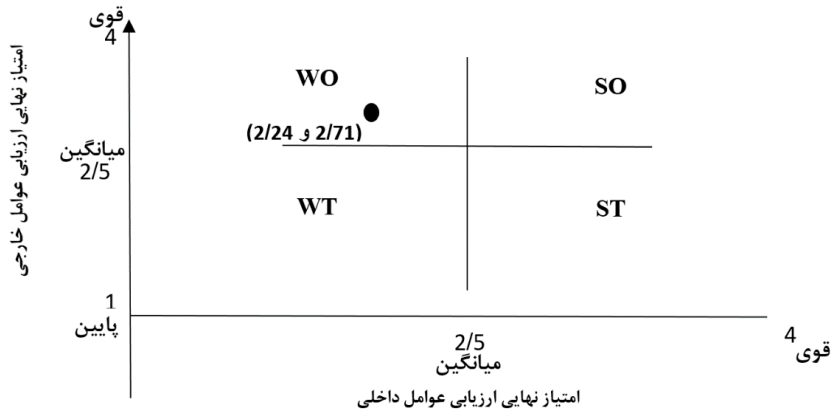 قوی
4
امتیاز نهایی ارزیابی عوامل خارجی
WO
SO
(2/24 و 2/71)
میانگین
2/5
WT
ST
1
پایین
2/5
میانگین
4
قوی
امتیاز نهایی ارزیابی عوامل داخلی